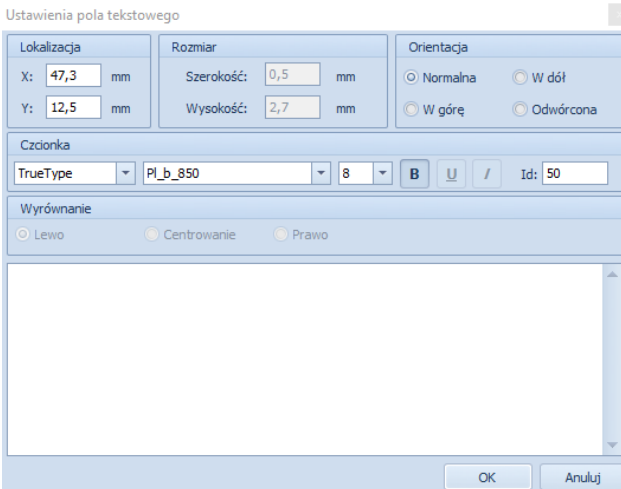 Ustawienia pola tekstowego
Lokalizacja
X: 47,3 mm
Y: 12,5 mm
Rozmiar
Szerokość: 0,5 mm
Wysokość: 2,7 mm
Orientacja
Normalna W dół
W górę Odwórcona
Czcionka
TrueType Pl_b_850 8 B U I Id: 50
Wyrównanie
Lewo Centrowanie Prawo
OK Anuluj